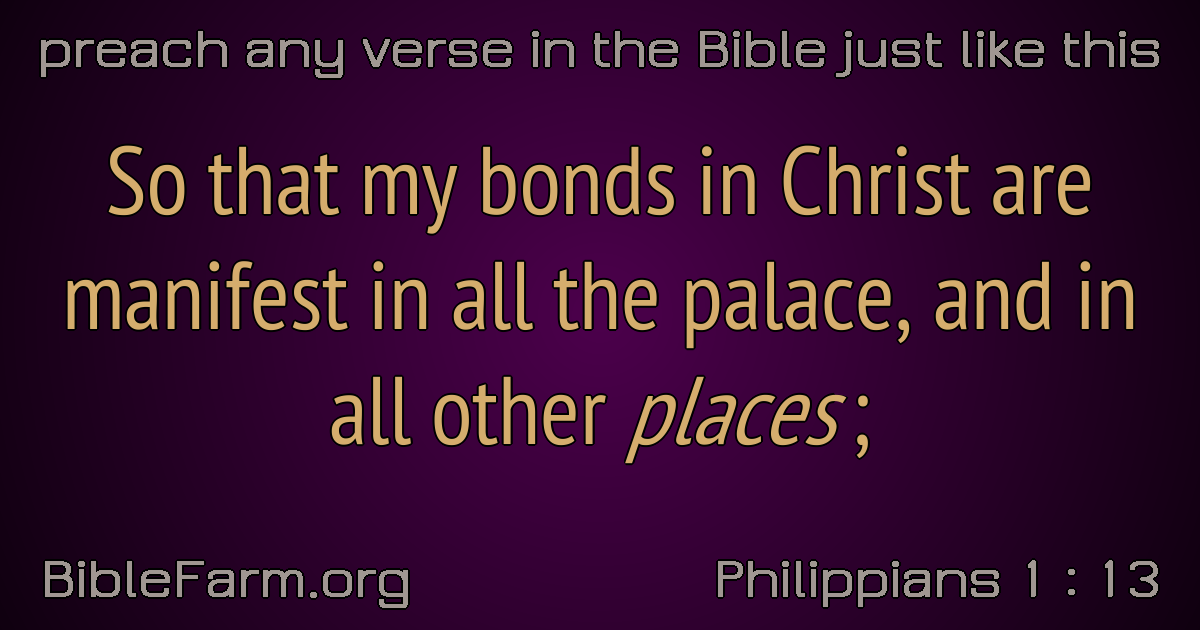 preach any verse in the Bible just like this
So that my bonds in Christ are
manifest in all the palace, and in
all other places;
BibleFarm.org
Philippians 1 : 13